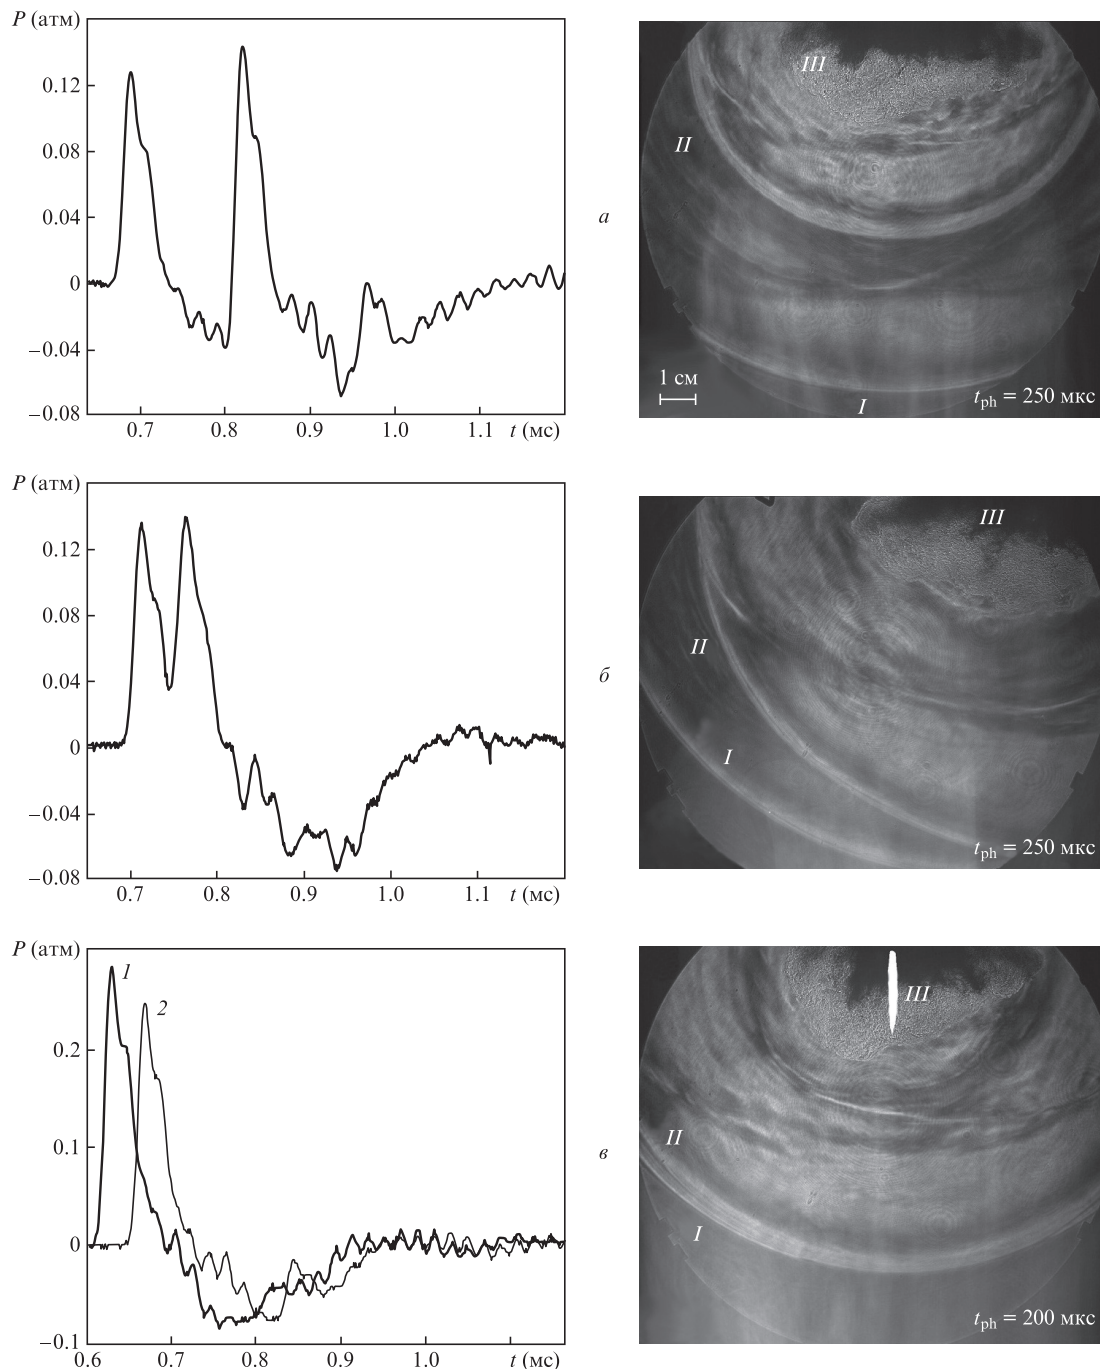 P (атм)
0.12
0.08
0.04
0
–0.04
–0.08
0.7 0.8 0.9 1.0 1.1 t (мс)
а
III
II
1 см
I
t_ph = 250 мкс
P (атм)
0.12
0.08
0.04
0
–0.04
–0.08
0.7 0.8 0.9 1.0 1.1 t (мс)
б
III
II
I
t_ph = 250 мкс
P (атм)
1
2
0.2
0.1
0
–0.1
0.6 0.7 0.8 0.9 1.0 t (мс)
в
III
II
I
t_ph = 200 мкс